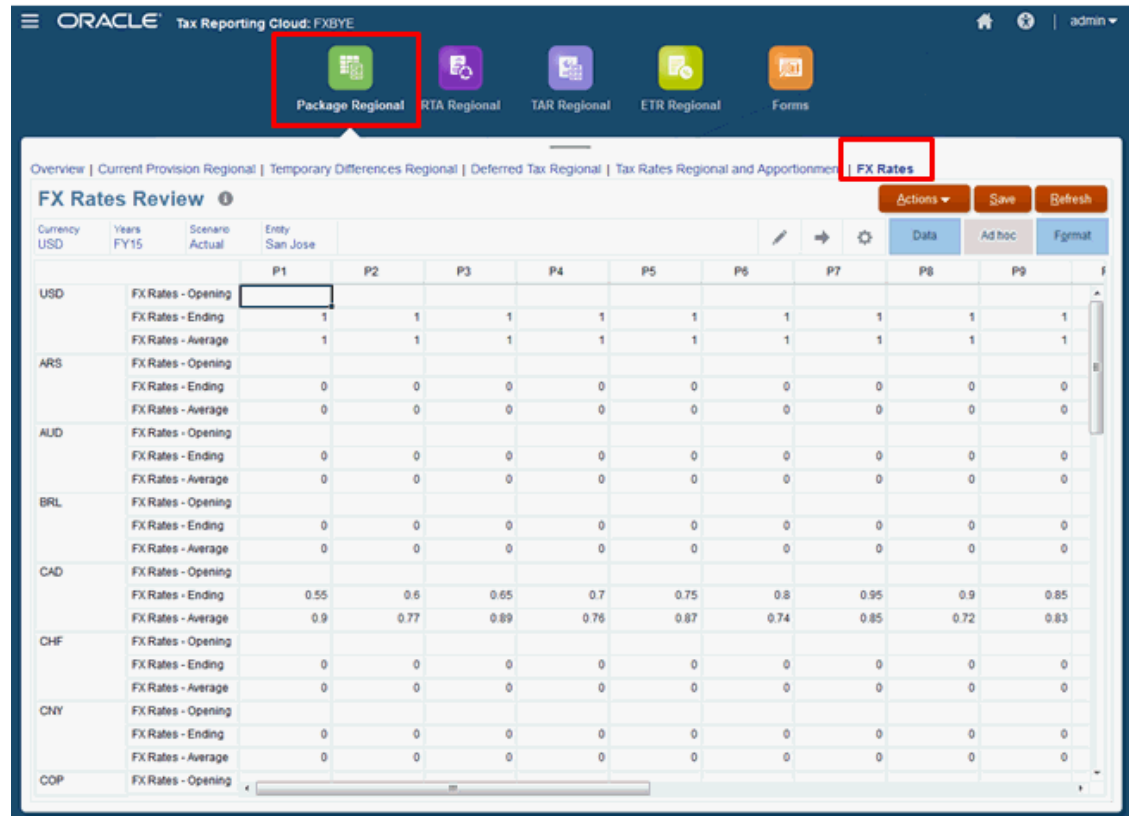 ORACLE Tax Reporting Cloud: FXBYE admin
Package Regional RTA Regional TAR Regional ETR Regional Forms
Overview | Current Provision Regional | Temporary Differences Regional | Deferred Tax Regional | Tax Rates Regional and Apportionmen | FX Rates
FX Rates Review Actions Save Refresh
Currency Years Scenario Entity
USD FY15 Actual San Jose Data Ad hoc Format
P1 P2 P3 P4 P5 P6 P7 P8 P9
USD FX Rates - Opening
FX Rates - Ending 1 1 1 1 1 1 1 1 1
FX Rates - Average 1 1 1 1 1 1 1 1 1
ARS FX Rates - Opening
FX Rates - Ending 0 0 0 0 0 0 0 0 0
FX Rates - Average 0 0 0 0 0 0 0 0 0
AUD FX Rates - Opening
FX Rates - Ending 0 0 0 0 0 0 0 0 0
FX Rates - Average 0 0 0 0 0 0 0 0 0
BRL FX Rates - Opening
FX Rates - Ending 0 0 0 0 0 0 0 0 0
FX Rates - Average 0 0 0 0 0 0 0 0 0
CAD FX Rates - Opening
FX Rates - Ending 0.55 0.6 0.65 0.7 0.75 0.8 0.95 0.9 0.85
FX Rates - Average 0.9 0.77 0.89 0.76 0.87 0.74 0.85 0.72 0.83
CHF FX Rates - Opening
FX Rates - Ending 0 0 0 0 0 0 0 0 0
FX Rates - Average 0 0 0 0 0 0 0 0 0
CNY FX Rates - Opening
FX Rates - Ending 0 0 0 0 0 0 0 0 0
FX Rates - Average 0 0 0 0 0 0 0 0 0
COP FX Rates - Opening